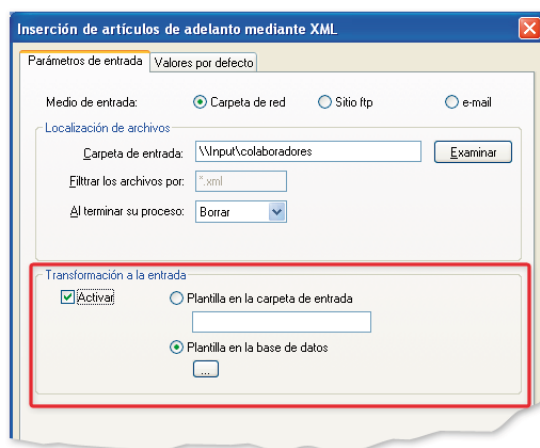 Inserción de artículos de adelanto mediante XML
Parámetros de entrada
Valores por defecto
Medio de entrada:
Carpeta de red
Sitio ftp
e-mail
Localización de archivos
Carpeta de entrada:
\\Input\colaboradores
Examinar
Filttrar los archivos por:
*.xml
Al terminar su proceso:
Borrar
Transformación a la entrada
Activar
Plantilla en la carpeta de entrada
Plantilla en la base de datos
...